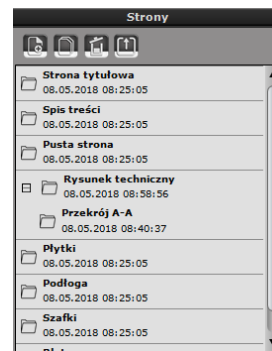 Strony
Strona tytułowa
08.05.2018 08:25:05
Spis treści
08.05.2018 08:25:05
Pusta strona
08.05.2018 08:25:05
Rysunek techniczny
08.05.2018 08:58:56
Przekrój A-A
08.05.2018 08:40:37
Płytki
08.05.2018 08:25:05
Podłoga
08.05.2018 08:25:05
Szafki
08.05.2018 08:25:05